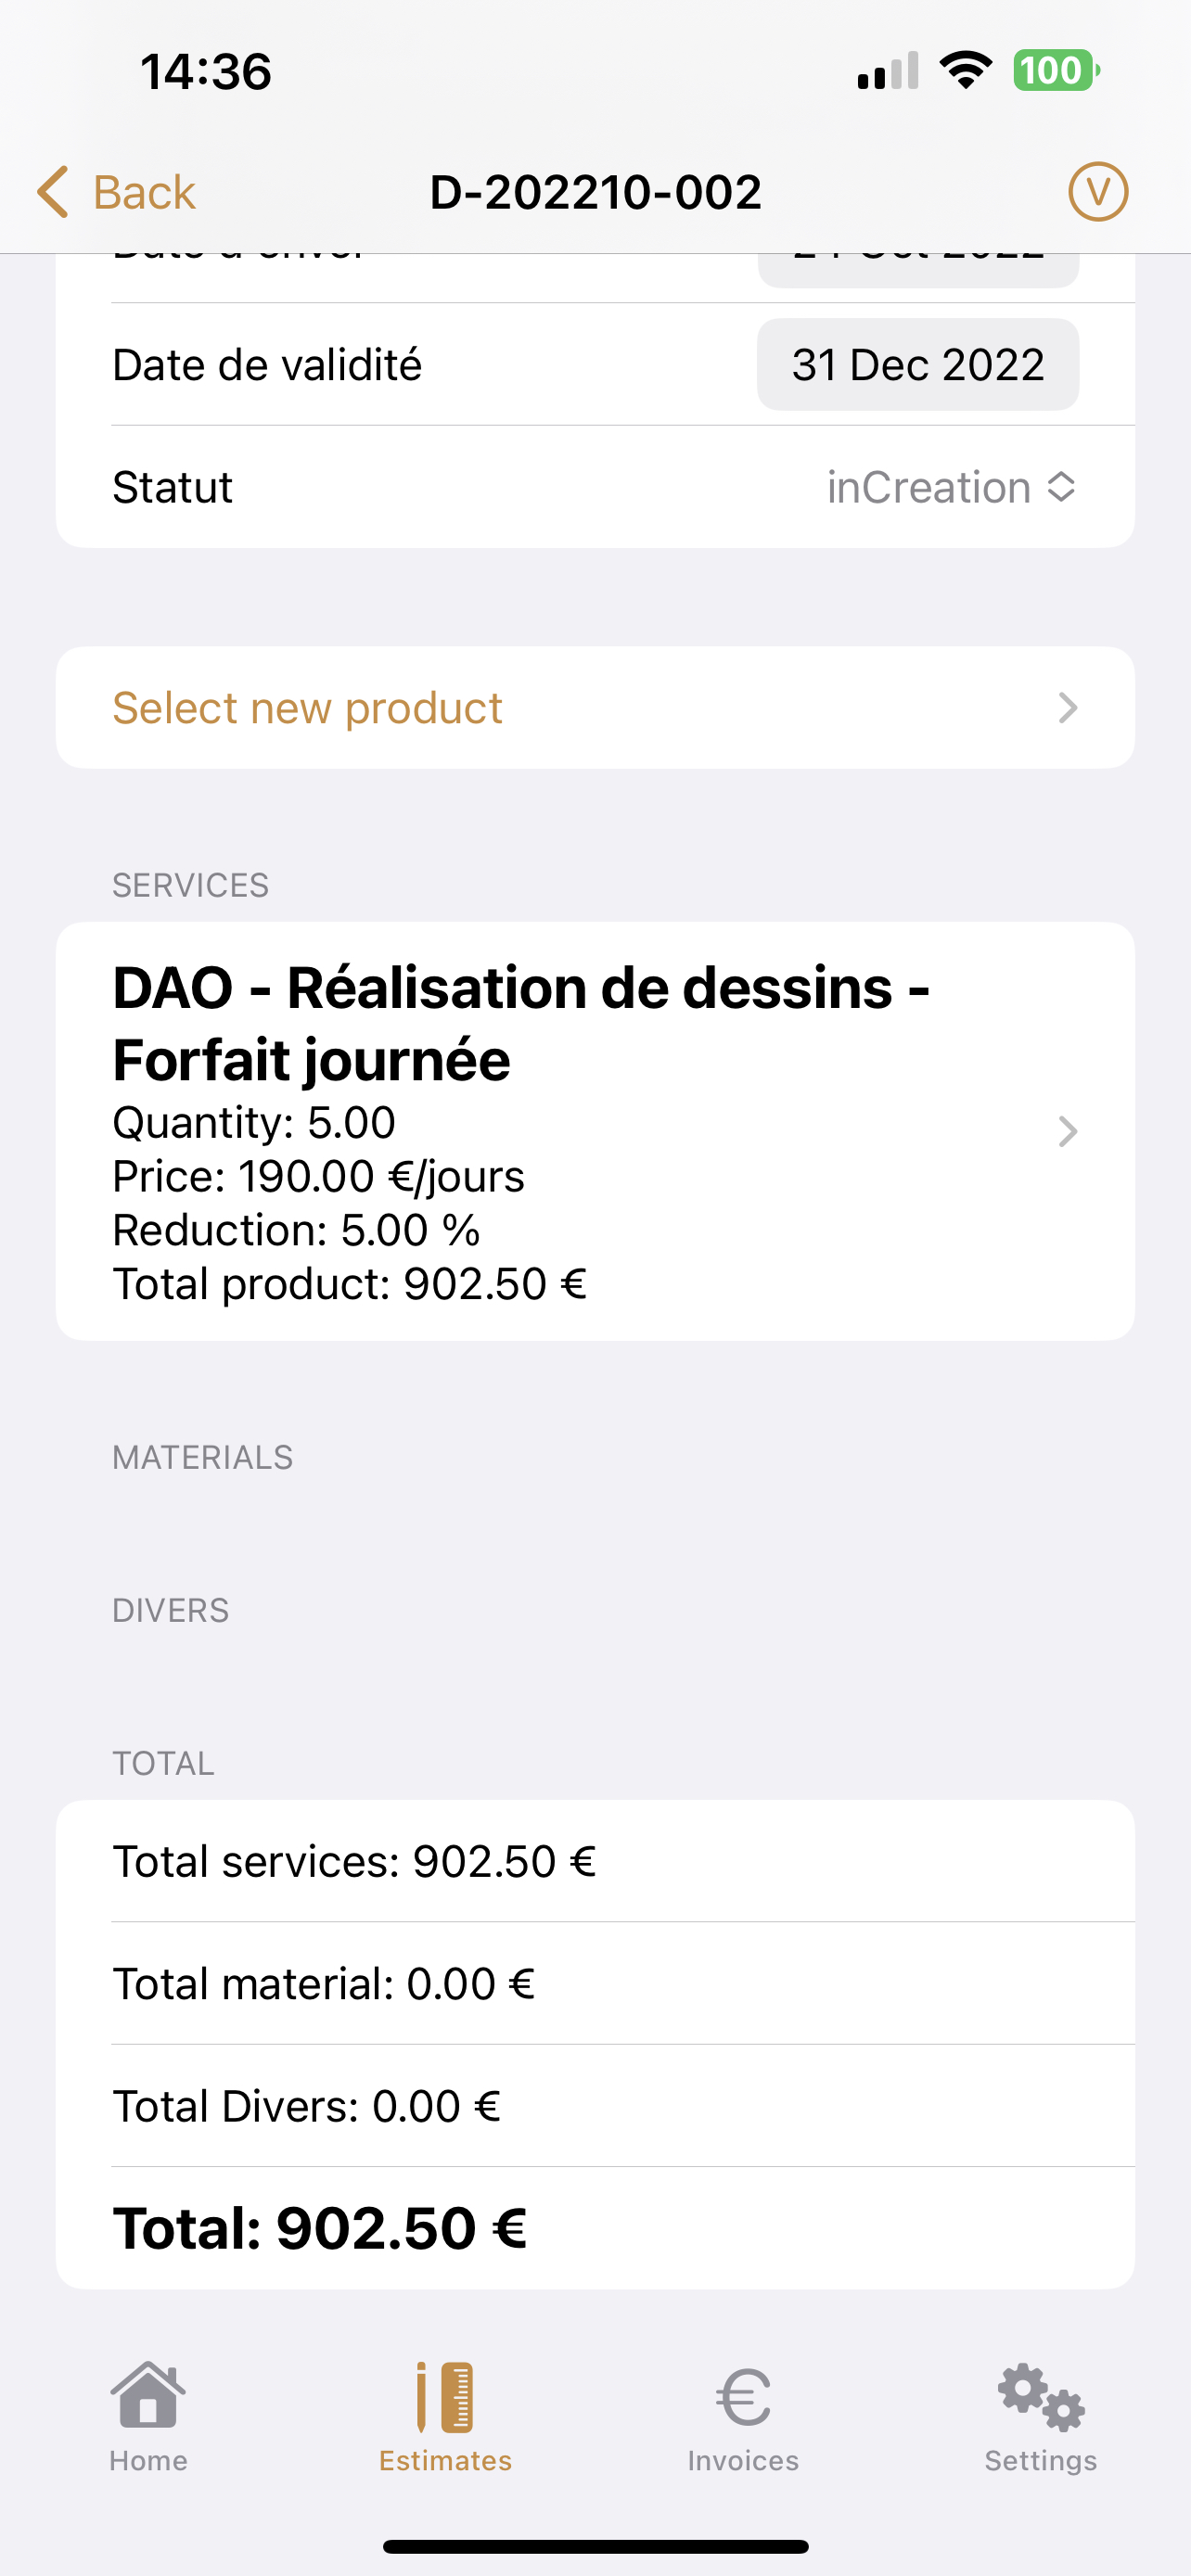 14:36
100
Back
D-202210-002
V
Date de validité
31 Dec 2022
Statut
inCreation
Select new product
SERVICES
DAO - Réalisation de dessins -
Forfait journée
Quantity: 5.00
Price: 190.00 €/jours
Reduction: 5.00 %
Total product: 902.50 €
MATERIALS
DIVERS
TOTAL
Total services: 902.50 €
Total material: 0.00 €
Total Divers: 0.00 €
Total: 902.50 €
€
Home
Estimates
Invoices
Settings